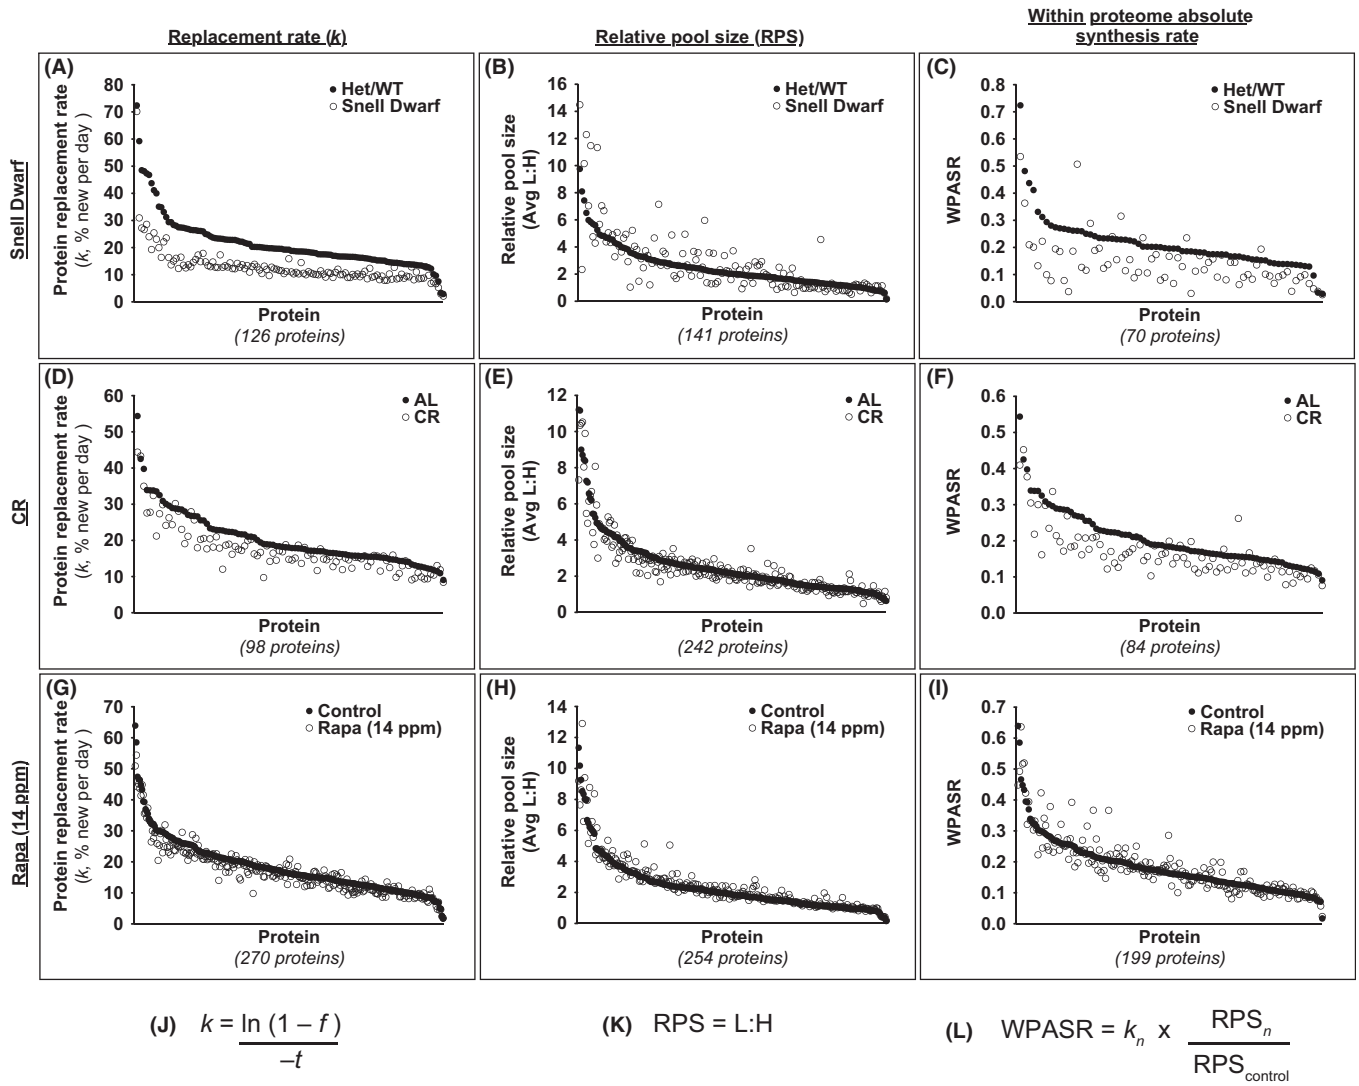 Replacement rate (k)
Relative pool size (RPS)
Within proteome absolute
synthesis rate
Snell Dwarf
(A)
Protein replacement rate
(k, % new per day )
80
70
60
50
40
30
20
10
0
Het/WT
Snell Dwarf
Protein
(126 proteins)
(B)
Relative pool size
(Avg L:H)
16
14
12
10
8
6
4
2
0
Het/WT
Snell Dwarf
Protein
(141 proteins)
(C)
WPASR
0.8
0.7
0.6
0.5
0.4
0.3
0.2
0.1
0.0
Het/WT
Snell Dwarf
Protein
(70 proteins)
CR
(D)
Protein replacement rate
(k, % new per day )
60
50
40
30
20
10
0
AL
CR
Protein
(98 proteins)
(E)
Relative pool size
(Avg L:H)
12
10
8
6
4
2
0
AL
CR
Protein
(242 proteins)
(F)
WPASR
0.6
0.5
0.4
0.3
0.2
0.1
0.0
AL
CR
Protein
(84 proteins)
Rapa (14 ppm)
(G)
Protein replacement rate
(k, % new per day )
70
60
50
40
30
20
10
0
Control
Rapa (14 ppm)
Protein
(270 proteins)
(H)
Relative pool size
(Avg L:H)
14
12
10
8
6
4
2
0
Control
Rapa (14 ppm)
Protein
(254 proteins)
(I)
WPASR
0.7
0.6
0.5
0.4
0.3
0.2
0.1
0.0
Control
Rapa (14 ppm)
Protein
(199 proteins)
(J) k = ln (1 – f )
–t
(K) RPS = L:H
(L) WPASR = kn x RPSn
RPScontrol